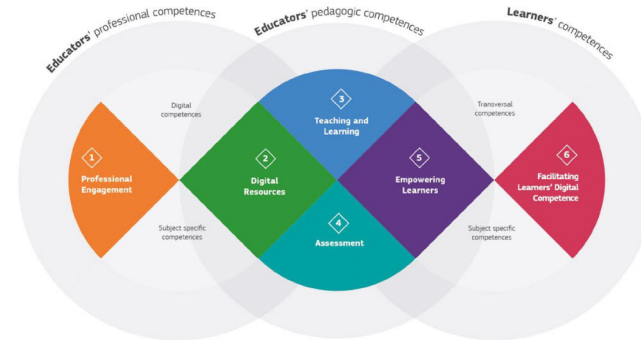 Educators' professional competences
Educators' pedagogic competences
Learners' competences
Digital
competences
Transversal
competences
1
Professional
Engagement
2
Digital
Resources
3
Teaching and
Learning
4
Assessment
5
Empowering
Learners
6
Facilitating
Learners' Digital
Competence
Subject specific
competences
Subject specific
competences